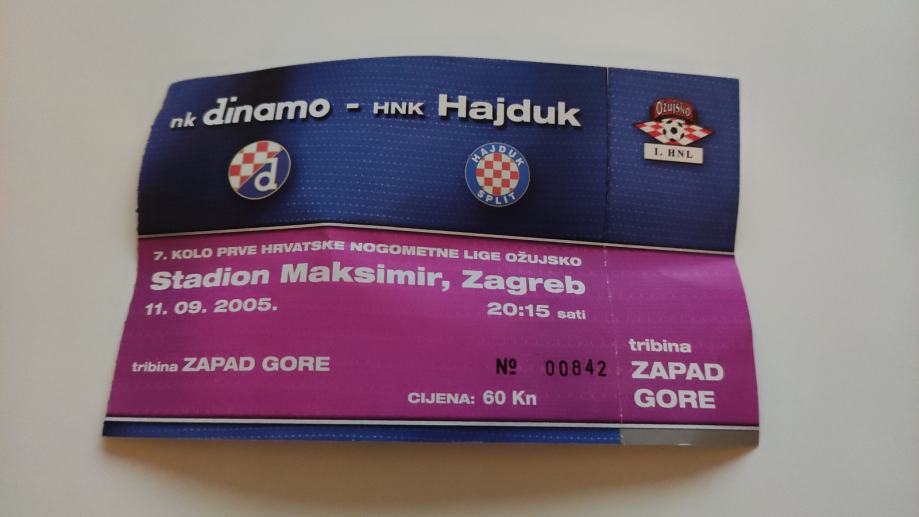 nk dinamo - HNK Hajduk
HAJDUK
SPLIT
Ožujsko
1. HNL
7. KOLO PRVE HRVATSKE NOGOMETNE LIGE OŽUJSKO
Stadion Maksimir, Zagreb
11. 09. 2005. 20:15 sati
tribina ZAPAD GORE
Nº 00842
CIJENA: 60 Kn
tribina
ZAPAD
GORE